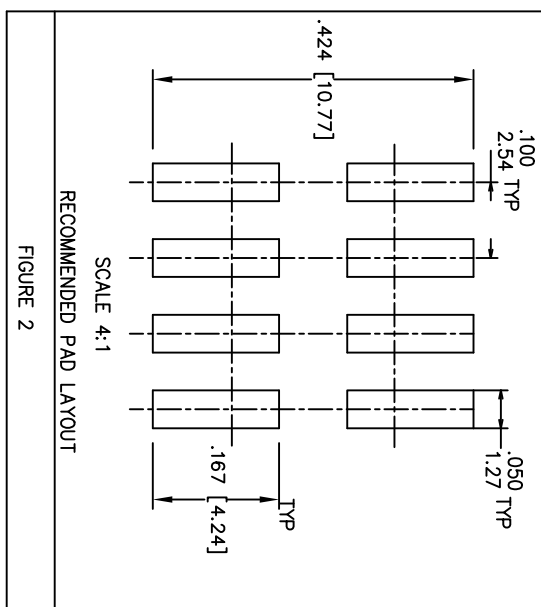 .424 [10.77]
.100
2.54 TYP
.050
1.27 TYP
TYP
.167 [4.24]
SCALE 4:1
RECOMMENDED PAD LAYOUT
FIGURE 2